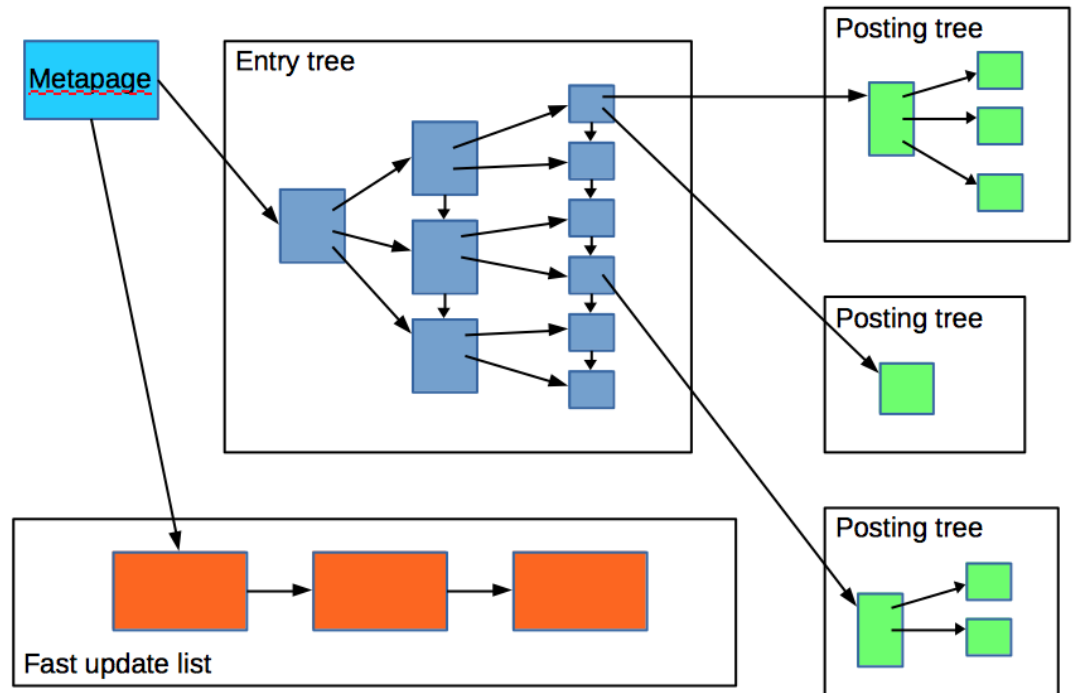 Metapage
Entry tree
Posting tree
Posting tree
Posting tree
Fast update list